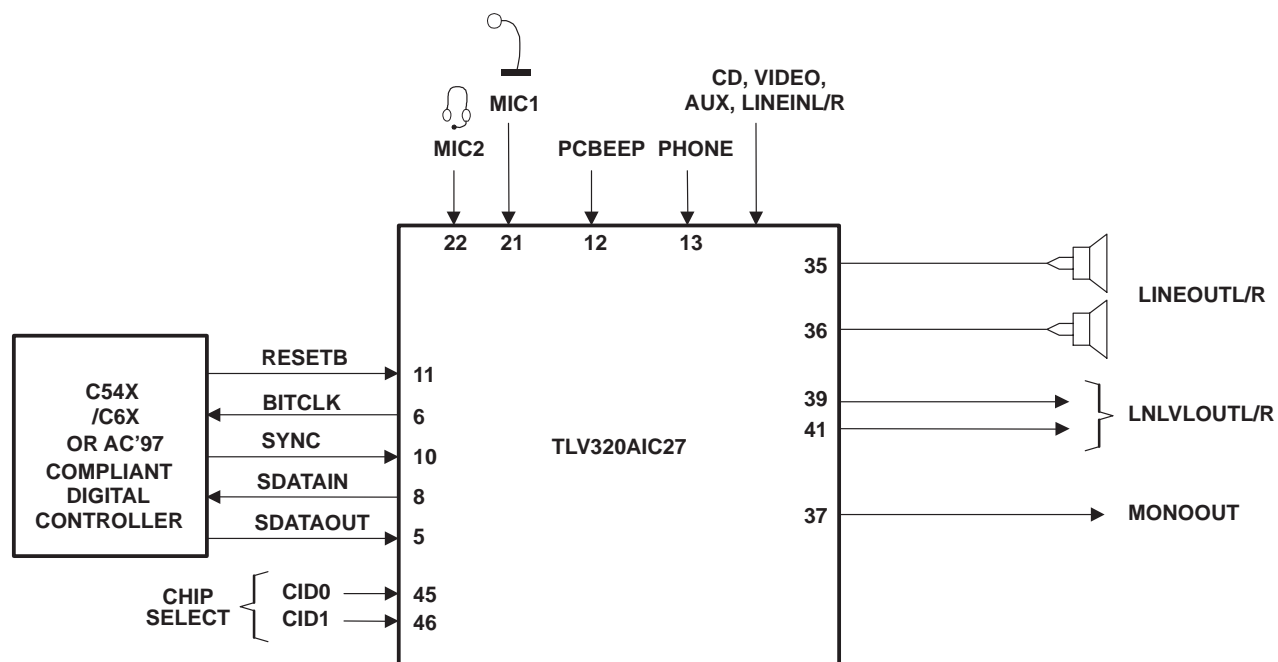 CD, VIDEO,
AUX, LINEINL/R
MIC1
MIC2
PCBEEP
PHONE
22
21
12
13
35
LINEOUTL/R
36
C54X
/C6X
OR AC’97
COMPLIANT
DIGITAL
CONTROLLER
RESETB
11
BITCLK
6
SYNC
10
SDATAIN
8
SDATAOUT
5
TLV320AIC27
39
41
LNLVLOUTL/R
37
MONOOUT
CHIP
SELECT
CID0
45
CID1
46